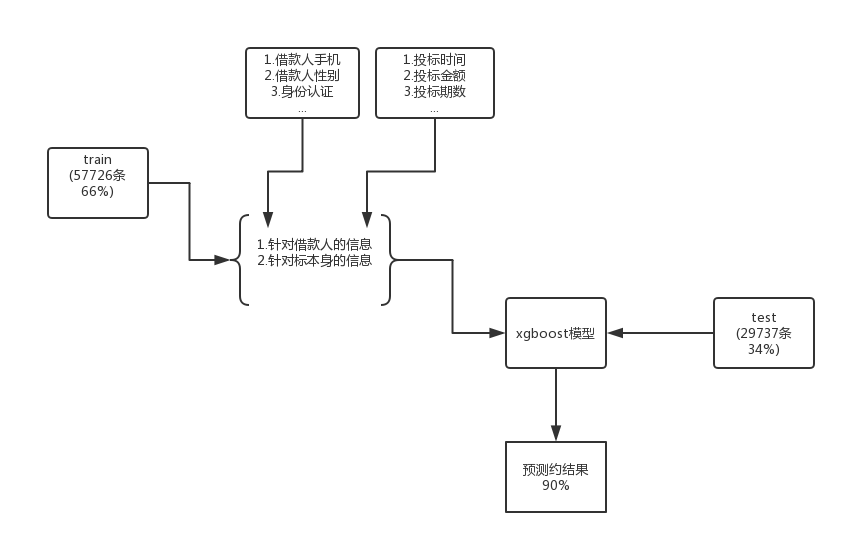 1.借款人手机
2.借款人性别
3.身份认证
...
1.投标时间
2.投标金额
3.投标期数
...
train
(57726条
66%)
1.针对借款人的信息
2.针对标本身的信息
xgboost模型
test
(29737条
34%)
预测约结果
90%